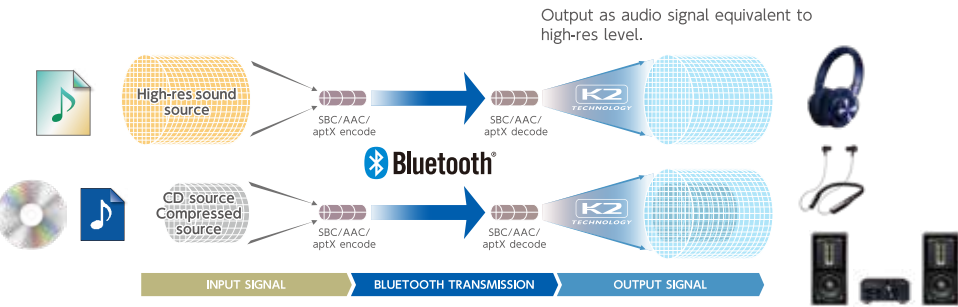 Output as audio signal equivalent to
high-res level.
High-res sound
source
SBC/AAC/
aptX encode
SBC/AAC/
aptX decode
K2
TECHNOLOGY
Bluetooth®
CD source
Compressed
source
SBC/AAC/
aptX encode
SBC/AAC/
aptX decode
K2
TECHNOLOGY
INPUT SIGNAL
BLUETOOTH TRANSMISSION
OUTPUT SIGNAL